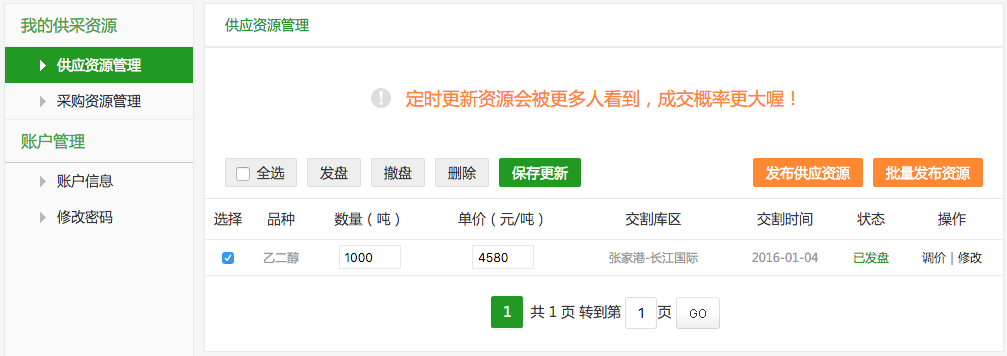 我的供采资源
供应资源管理
采购资源管理
账户管理
账户信息
修改密码
供应资源管理
定时更新资源会被更多人看到，成交概率更大喔！
全选 发盘 撤盘 删除 保存更新 发布供应资源 批量发布资源
选择 品种 数量（吨） 单价（元/吨） 交割库区 交割时间 状态 操作
乙二醇 1000 4580 张家港-长江国际 2016-01-04 已发盘 调价 | 修改
1 共 1 页 转到第 1 页 GO